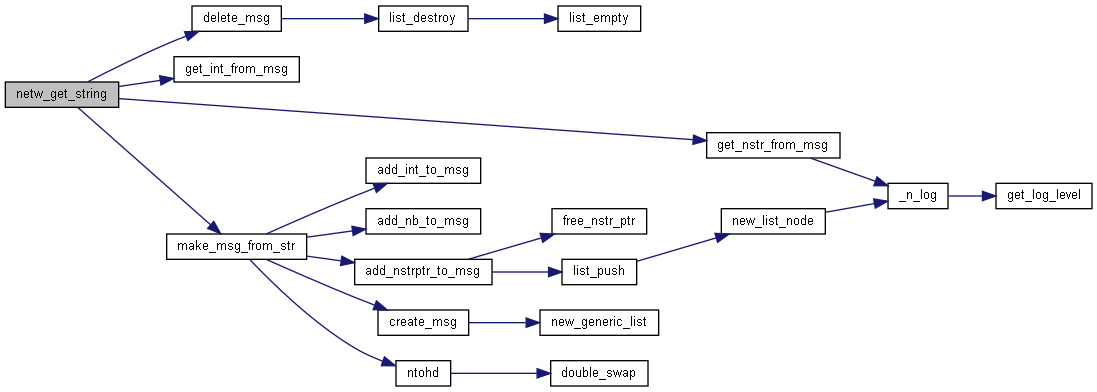 delete_msg
list_destroy
list_empty
get_int_from_msg
netw_get_string
get_nstr_from_msg
add_int_to_msg
_n_log
get_log_level
add_nb_to_msg
free_nstr_ptr
new_list_node
make_msg_from_str
add_nstrptr_to_msg
list_push
create_msg
new_generic_list
ntohd
double_swap